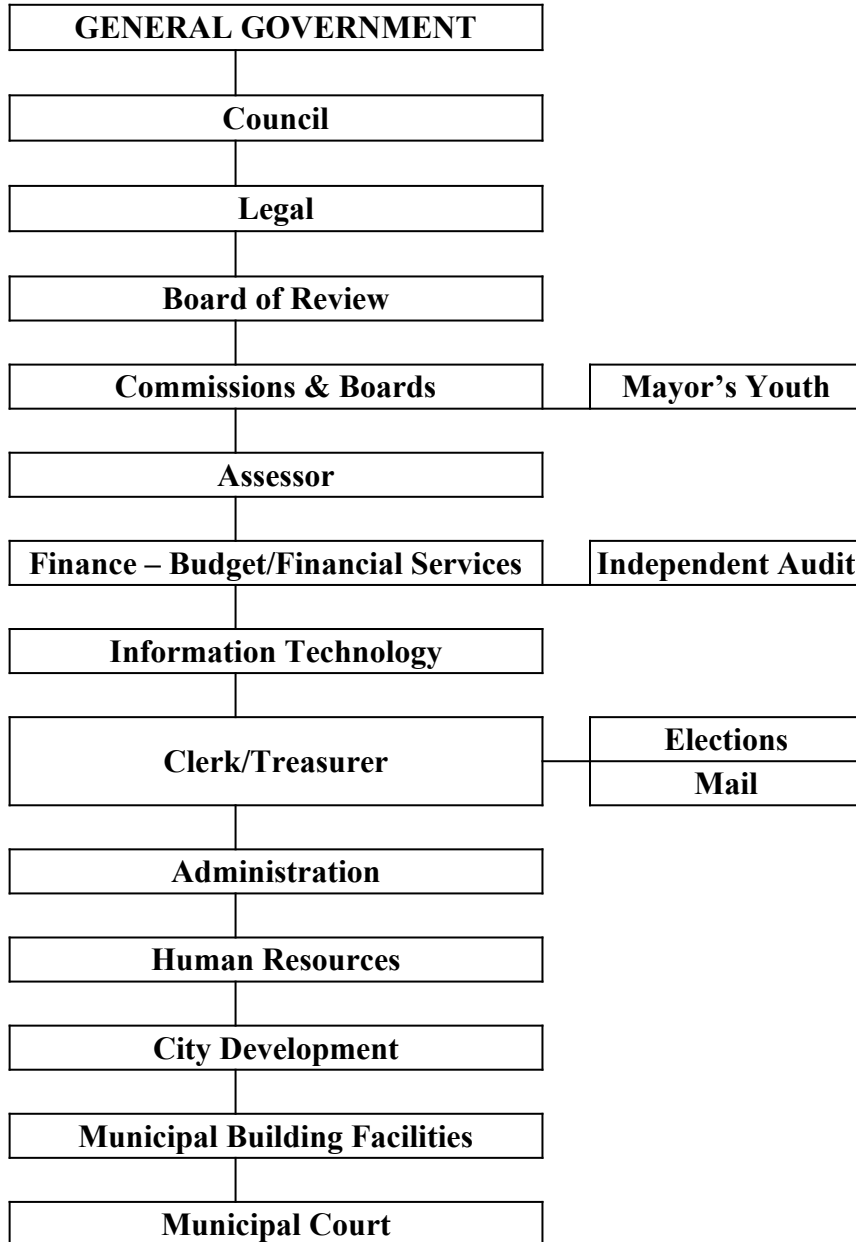 GENERAL GOVERNMENT
Council
Legal
Board of Review
Commissions & Boards
Mayor’s Youth
Assessor
Finance – Budget/Financial Services
Independent Audit
Information Technology
Clerk/Treasurer
Elections
Mail
Administration
Human Resources
City Development
Municipal Building Facilities
Municipal Court